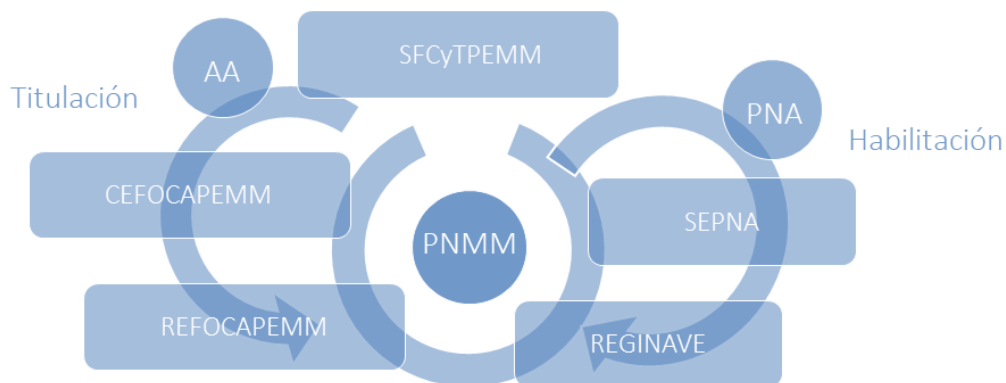 SFCyTPEMM
AA
Titulación
PNA
Habilitación
CEFOCAPEMM
SEPNA
PNMM
REFOCAPEMM
REGINAVE